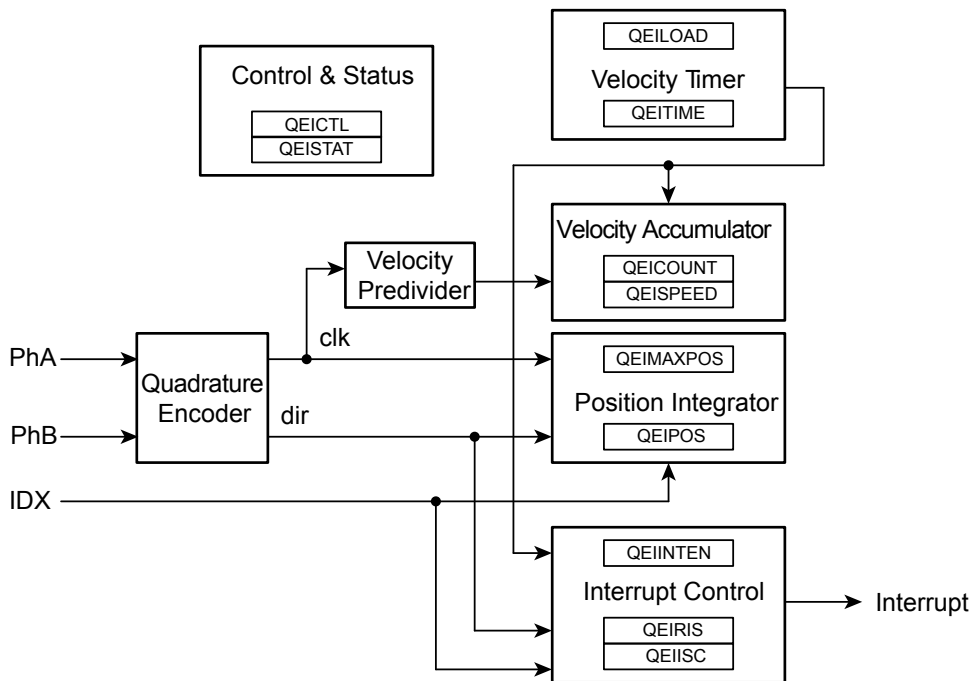 QEILOAD
Velocity Timer
QEITIME
Control & Status
QEICTL
QEISTAT
Velocity Accumulator
QEICOUNT
QEISPEED
Velocity
Predivider
clk
PhA
PhB
IDX
Quadrature
Encoder
dir
QEIMAXPOS
Position Integrator
QEIPOS
QEIINTEN
Interrupt Control
QEIRIS
QEIISC
Interrupt